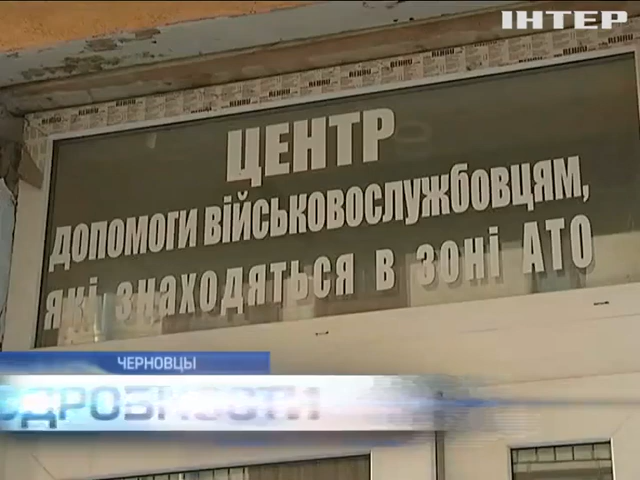 ІНТЕР
ЦЕНТР
ДОПОМОГИ ВІЙСЬКОВОСЛУЖБОВЦЯМ,
ЯКІ ЗНАХОДЯТЬСЯ В ЗОНІ АТО
ЧЕРНОВЦЫ